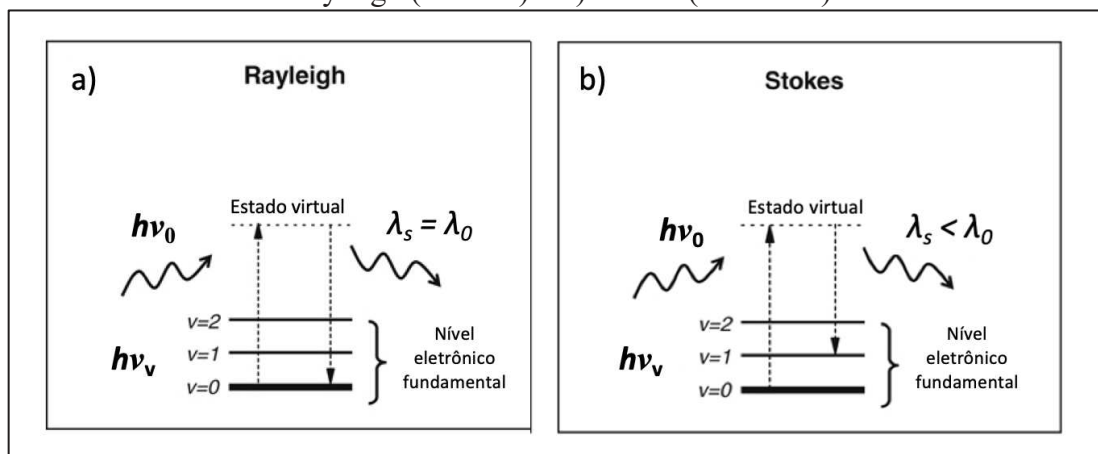 a)
Rayleigh
Estado virtual
hν₀
λₛ = λ₀
v=2
v=1
v=0
hνᵥ
Nível
eletrônico
fundamental
b)
Stokes
Estado virtual
hν₀
λₛ < λ₀
v=2
v=1
v=0
hνᵥ
Nível
eletrônico
fundamental